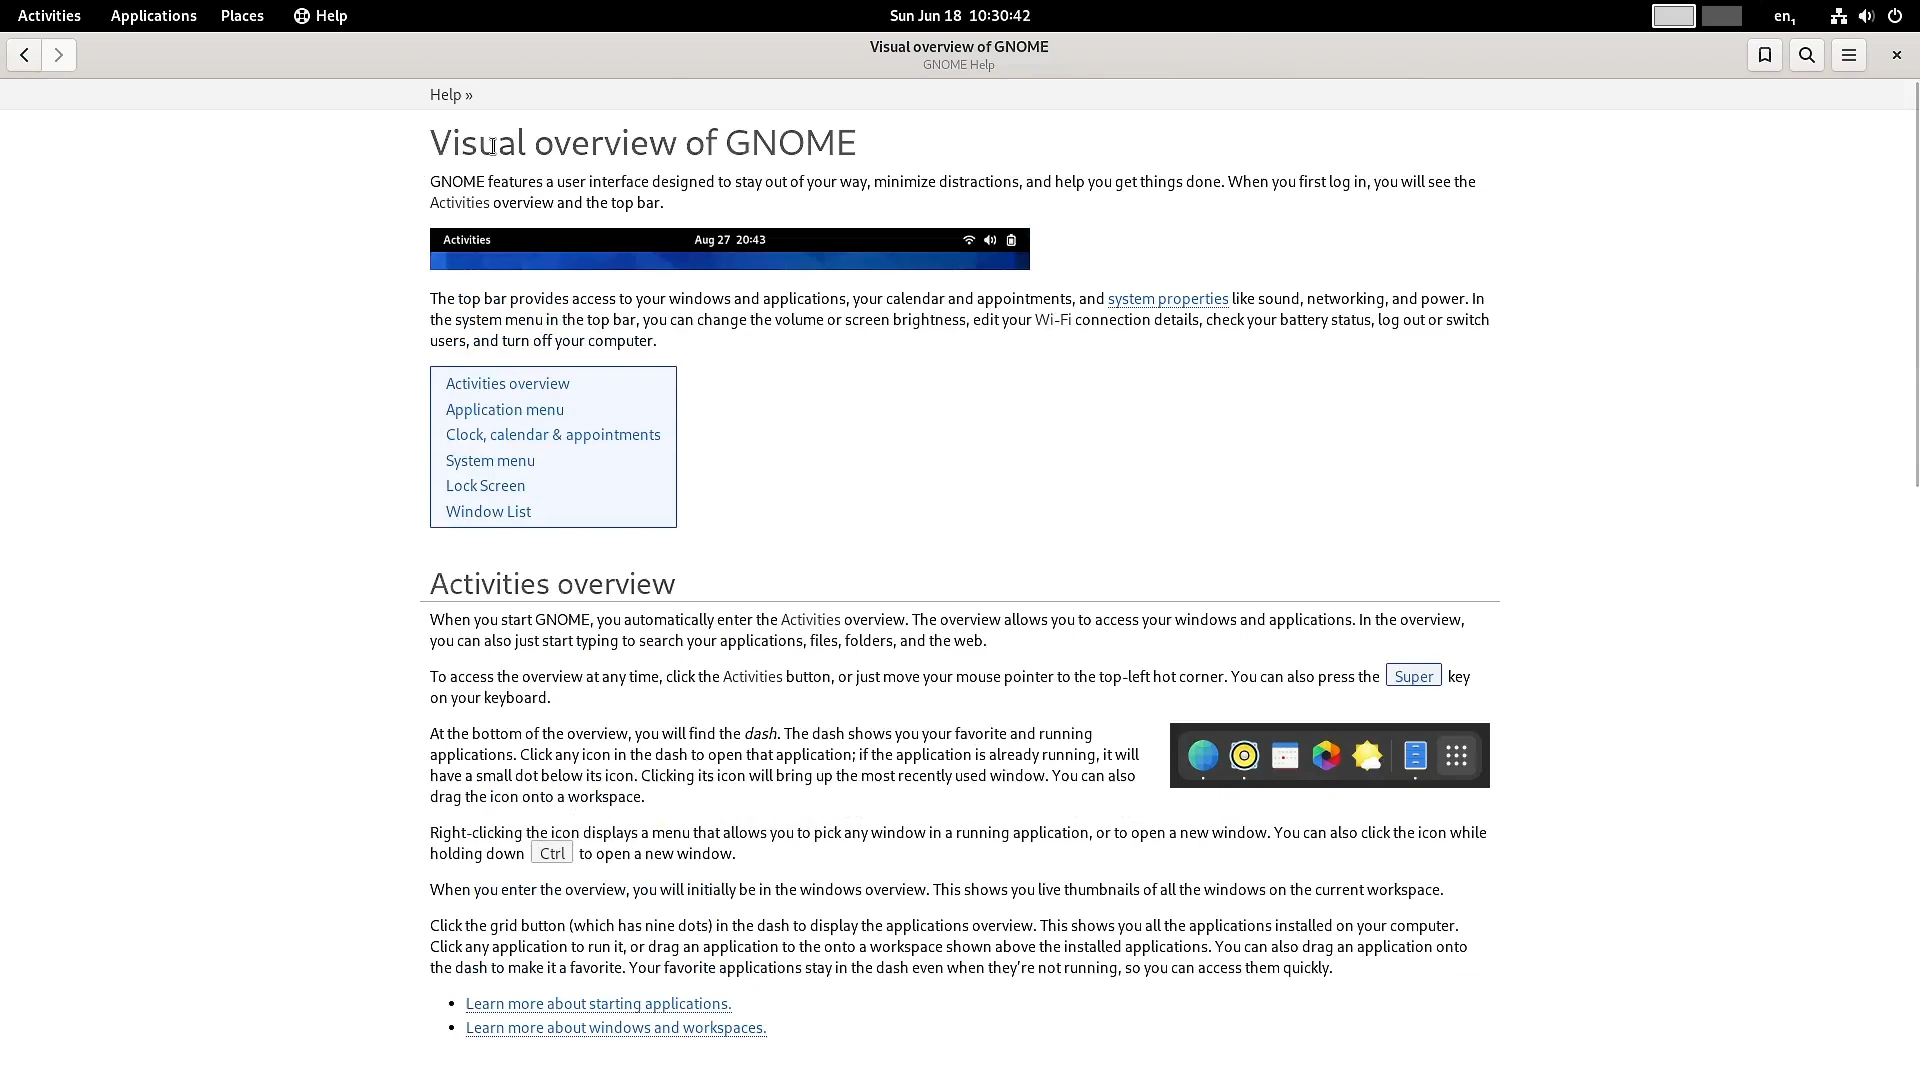 Activities Applications Places Help Sun Jun 18 10:30:42 en1
Visual overview of GNOME
GNOME Help
Help »
Visual overview of GNOME
GNOME features a user interface designed to stay out of your way, minimize distractions, and help you get things done. When you first log in, you will see the
Activities overview and the top bar.
Activities Aug 27 20:43
The top bar provides access to your windows and applications, your calendar and appointments, and system properties like sound, networking, and power. In
the system menu in the top bar, you can change the volume or screen brightness, edit your Wi-Fi connection details, check your battery status, log out or switch
users, and turn off your computer.
Activities overview
Application menu
Clock, calendar & appointments
System menu
Lock Screen
Window List
Activities overview
When you start GNOME, you automatically enter the Activities overview. The overview allows you to access your windows and applications. In the overview,
you can also just start typing to search your applications, files, folders, and the web.
To access the overview at any time, click the Activities button, or just move your mouse pointer to the top-left hot corner. You can also press the Super key
on your keyboard.
At the bottom of the overview, you will find the dash. The dash shows you your favorite and running
applications. Click any icon in the dash to open that application; if the application is already running, it will
have a small dot below its icon. Clicking its icon will bring up the most recently used window. You can also
drag the icon onto a workspace.
Right-clicking the icon displays a menu that allows you to pick any window in a running application, or to open a new window. You can also click the icon while
holding down Ctrl to open a new window.
When you enter the overview, you will initially be in the windows overview. This shows you live thumbnails of all the windows on the current workspace.
Click the grid button (which has nine dots) in the dash to display the applications overview. This shows you all the applications installed on your computer.
Click any application to run it, or drag an application to the onto a workspace shown above the installed applications. You can also drag an application onto
the dash to make it a favorite. Your favorite applications stay in the dash even when they’re not running, so you can access them quickly.
• Learn more about starting applications.
• Learn more about windows and workspaces.